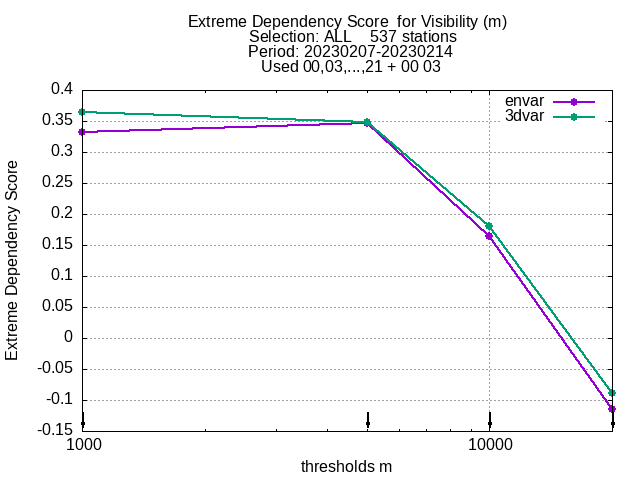 Extreme Dependency Score  for Visibility (m)
Selection: ALL    537 stations
Period: 20230207-20230214
Used 00,03,...,21 + 00 03
envar
3dvar
0.4
0.35
0.3
0.25
0.2
0.15
0.1
0.05
0
-0.05
-0.1
-0.15
Extreme Dependency Score
1000 10000
thresholds m